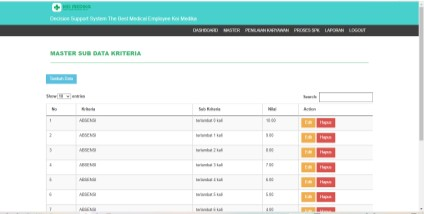 Decision Support System The Best Medical Employee Rsi Medika
DASHBOARD MASTER PENILAIAN KARYAWAN PROSES SPK LAPORAN LOGOUT
MASTER SUB DATA KRITERIA
Tambah Data
Show 10 entries
Search:
No Kriteria Sub Kriteria Nilai Action
1 ABSENSI terlambat 0 kali 10.00 Edit Hapus
2 ABSENSI terlambat 1 kali 9.00 Edit Hapus
3 ABSENSI terlambat 2 kali 8.00 Edit Hapus
4 ABSENSI terlambat 3 kali 7.00 Edit Hapus
5 ABSENSI terlambat 4 kali 6.00 Edit Hapus
6 ABSENSI terlambat 5 kali 5.00 Edit Hapus
7 ABSENSI terlambat 6 kali 4.00 Edit Hapus